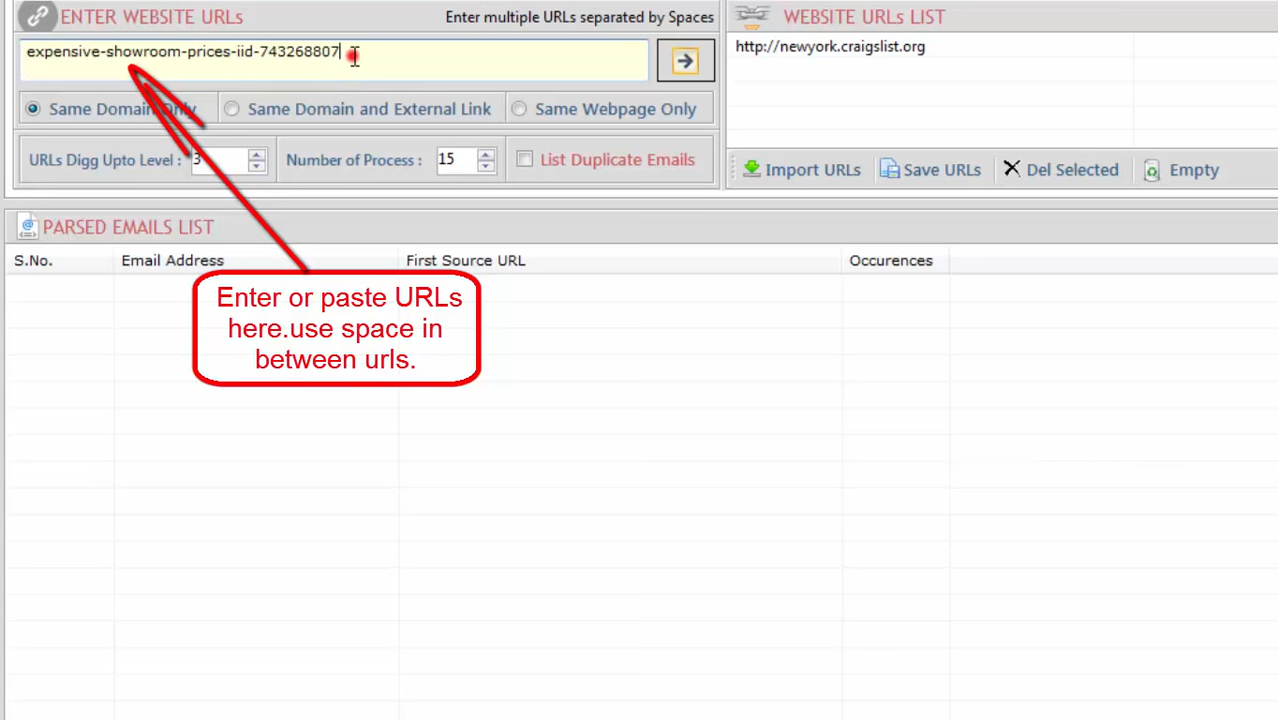 ENTER WEBSITE URLs
Enter multiple URLs separated by Spaces
expensive-showroom-prices-iid-743268807
Same Domain Only
Same Domain and External Link
Same Webpage Only
URLs Digg Upto Level :
3
Number of Process :
15
List Duplicate Emails
WEBSITE URLs LIST
http://newyork.craigslist.org
Import URLs
Save URLs
Del Selected
Empty
PARSED EMAILS LIST
S.No.
Email Address
First Source URL
Occurences
Enter or paste URLs
here.use space in
between urls.